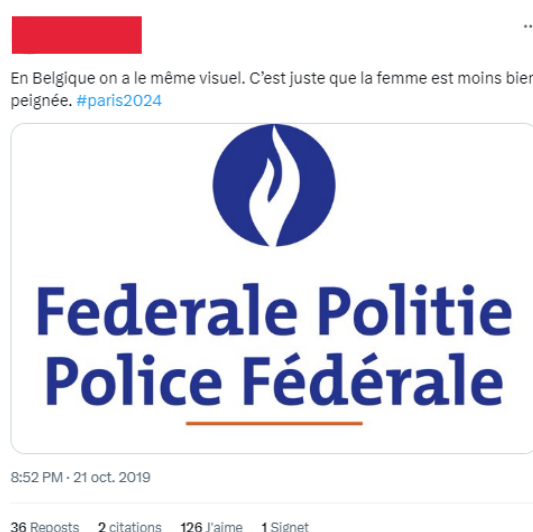 En Belgique on a le même visuel. C’est juste que la femme est moins bien
peignée. #paris2024
Federale Politie
Police Fédérale
8:52 PM · 21 oct. 2019
36 Reposts 2 citations 126 J'aime 1 Signet